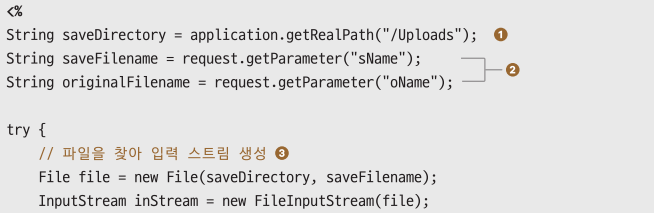 <%
String saveDirectory = application.getRealPath("/Uploads"); ❶
String saveFilename = request.getParameter("sName");
String originalFilename = request.getParameter("oName"); ❷
try {
// 파일을 찾아 입력 스트림 생성 ❸
File file = new File(saveDirectory, saveFilename);
InputStream inStream = new FileInputStream(file);